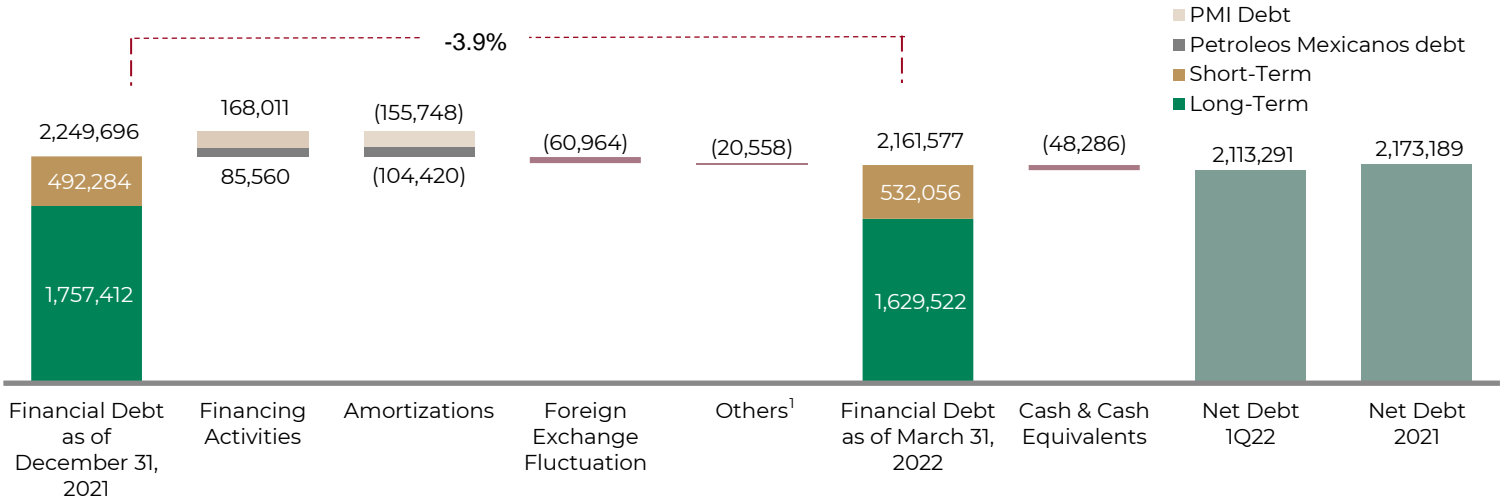 PMI Debt
Petroleos Mexicanos debt
Short-Term
Long-Term
-3.9%
2,249,696
492,284
1,757,412
168,011
85,560
(155,748)
(104,420)
(60,964)
(20,558)
2,161,577
532,056
1,629,522
(48,286)
2,113,291
2,173,189
Financial Debt
as of
December 31,
2021
Financing
Activities
Amortizations
Foreign
Exchange
Fluctuation
Others¹
Financial Debt
as of March 31,
2022
Cash & Cash
Equivalents
Net Debt
1Q22
Net Debt
2021